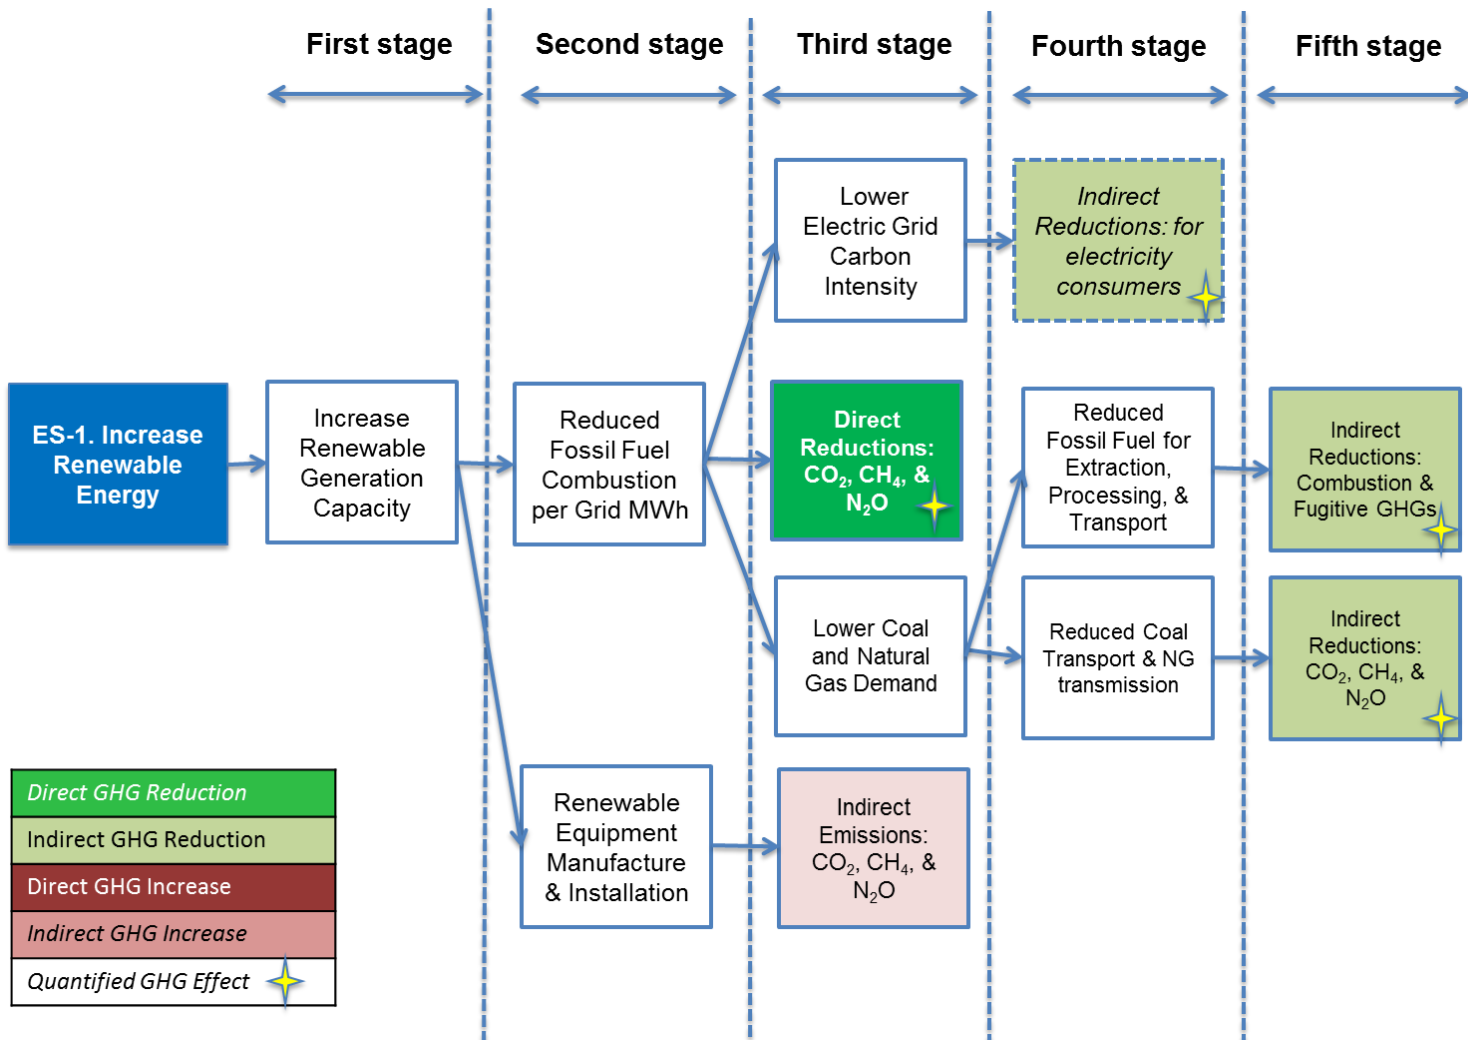 First stage
Second stage
Third stage
Fourth stage
Fifth stage
Lower
Electric Grid
Carbon
Intensity
Indirect
Reductions: for
electricity
consumers
ES-1. Increase
Renewable
Energy
Increase
Renewable
Generation
Capacity
Reduced
Fossil Fuel
Combustion
per Grid MWh
Direct
Reductions:
CO₂, CH₄, &
N₂O
Reduced
Fossil Fuel for
Extraction,
Processing, &
Transport
Indirect
Reductions:
Combustion &
Fugitive GHGs
Lower Coal
and Natural
Gas Demand
Reduced Coal
Transport & NG
transmission
Indirect
Reductions:
CO₂, CH₄, &
N₂O
Renewable
Equipment
Manufacture
& Installation
Indirect
Emissions:
CO₂, CH₄, &
N₂O
Direct GHG Reduction
Indirect GHG Reduction
Direct GHG Increase
Indirect GHG Increase
Quantified GHG Effect